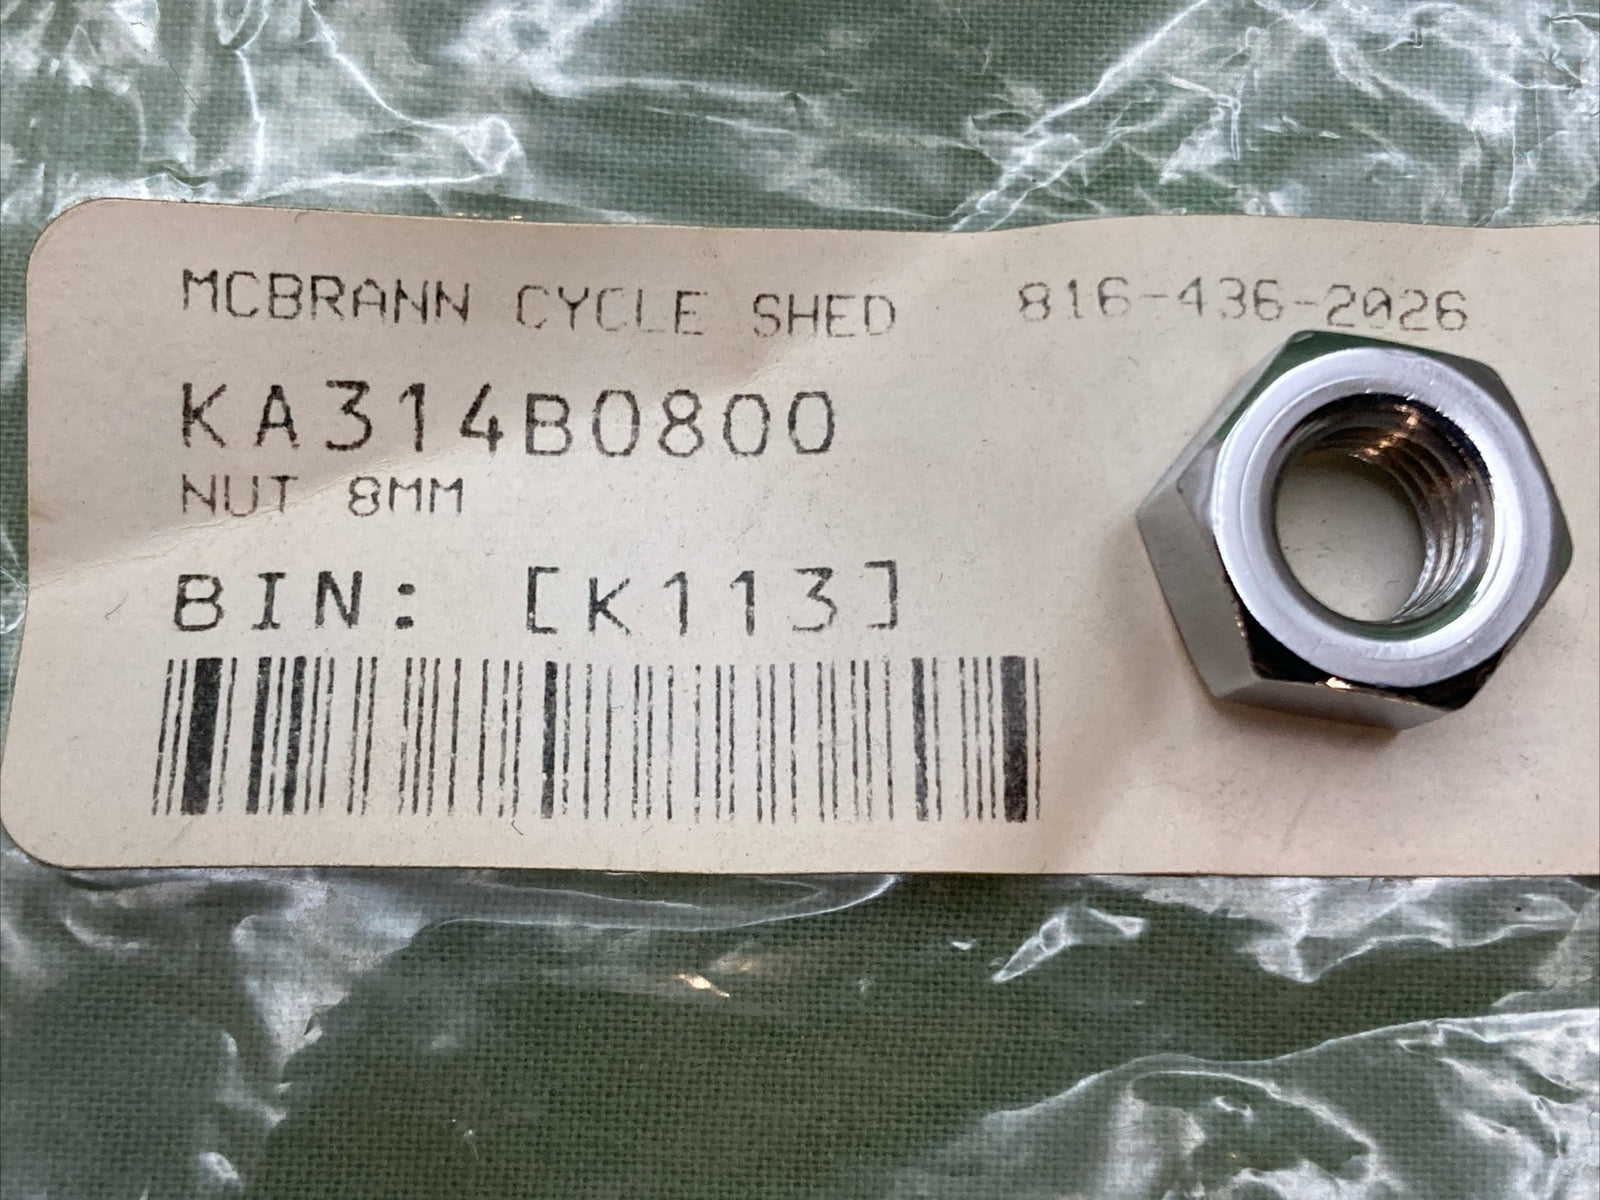 MCBRANN CYCLE SHED 816-436-2026
KA314B0800
NUT 8MM
BIN: [K113]